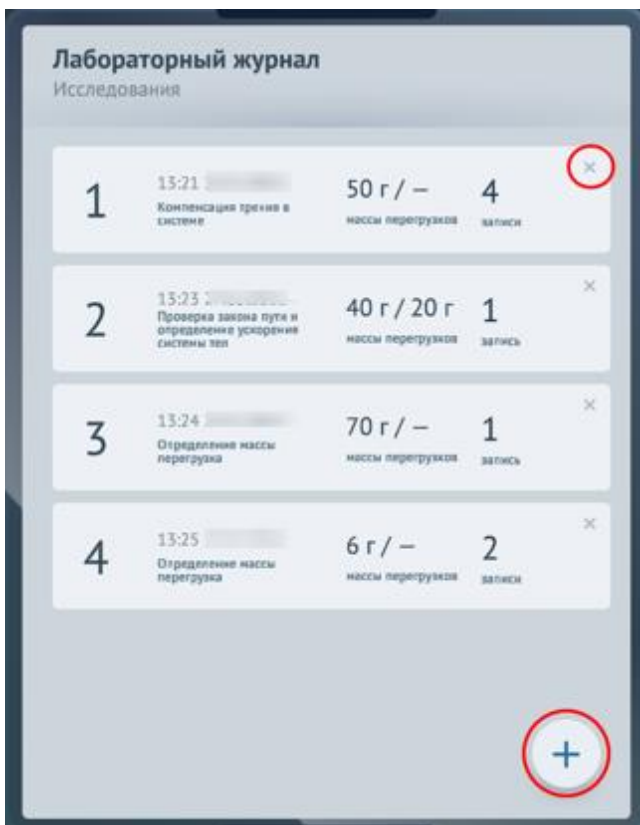 Лабораторный журнал
Исследования
1
13:21
Компенсация трения в
системе
50 г / —
массы перегрузков
4
записи
×
2
13:23
Проверка закона пути и
определение ускорения
системы тел
40 г / 20 г
массы перегрузков
1
запись
×
3
13:24
Определение массы
перегрузка
70 г / —
массы перегрузков
1
запись
×
4
13:25
Определение массы
перегрузка
6 г / —
массы перегрузков
2
записи
×
+